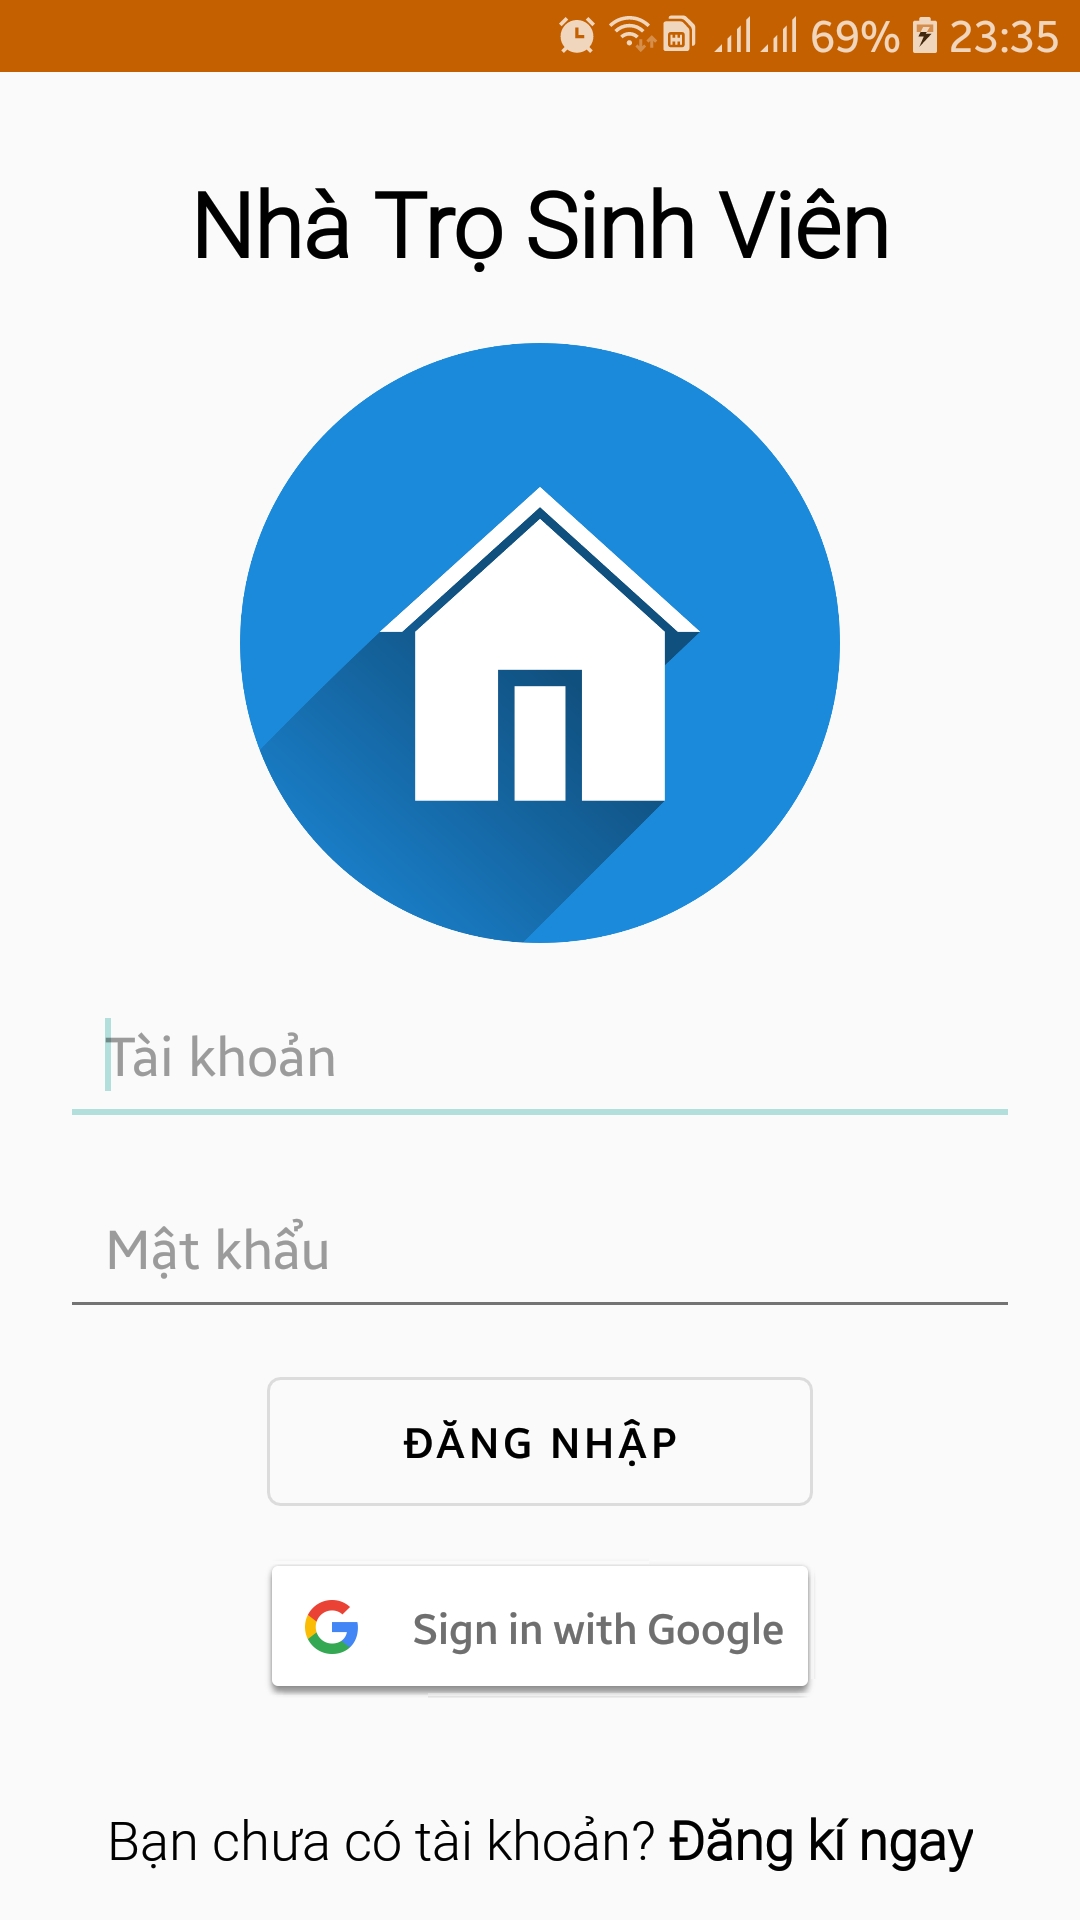 69% 23:35
Nhà Trọ Sinh Viên
Tài khoản
Mật khẩu
ĐĂNG NHẬP
Sign in with Google
Bạn chưa có tài khoản? Đăng kí ngay